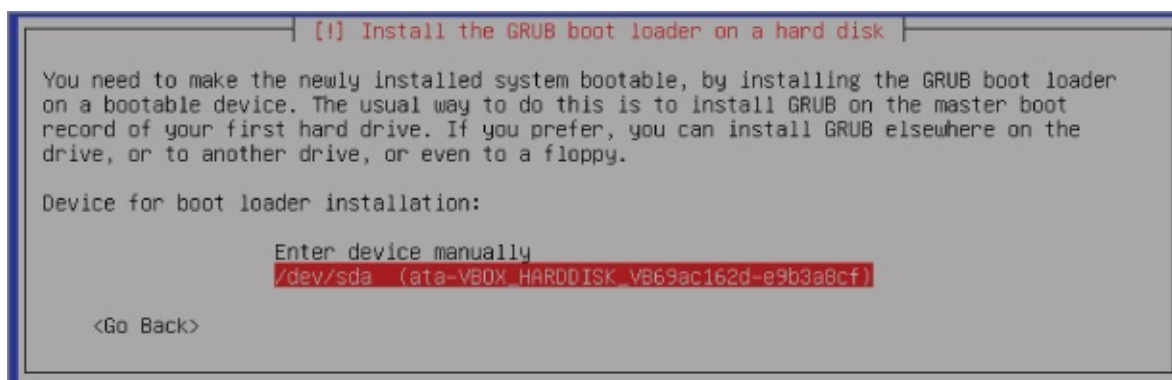 [!] Install the GRUB boot loader on a hard disk
You need to make the newly installed system bootable, by installing the GRUB boot loader
on a bootable device. The usual way to do this is to install GRUB on the master boot
record of your first hard drive. If you prefer, you can install GRUB elsewhere on the
drive, or to another drive, or even to a floppy.
Device for boot loader installation:
Enter device manually
/dev/sda (ata-VBOX_HARDDISK_VB69ac162d-e9b3a8cf)
<Go Back>